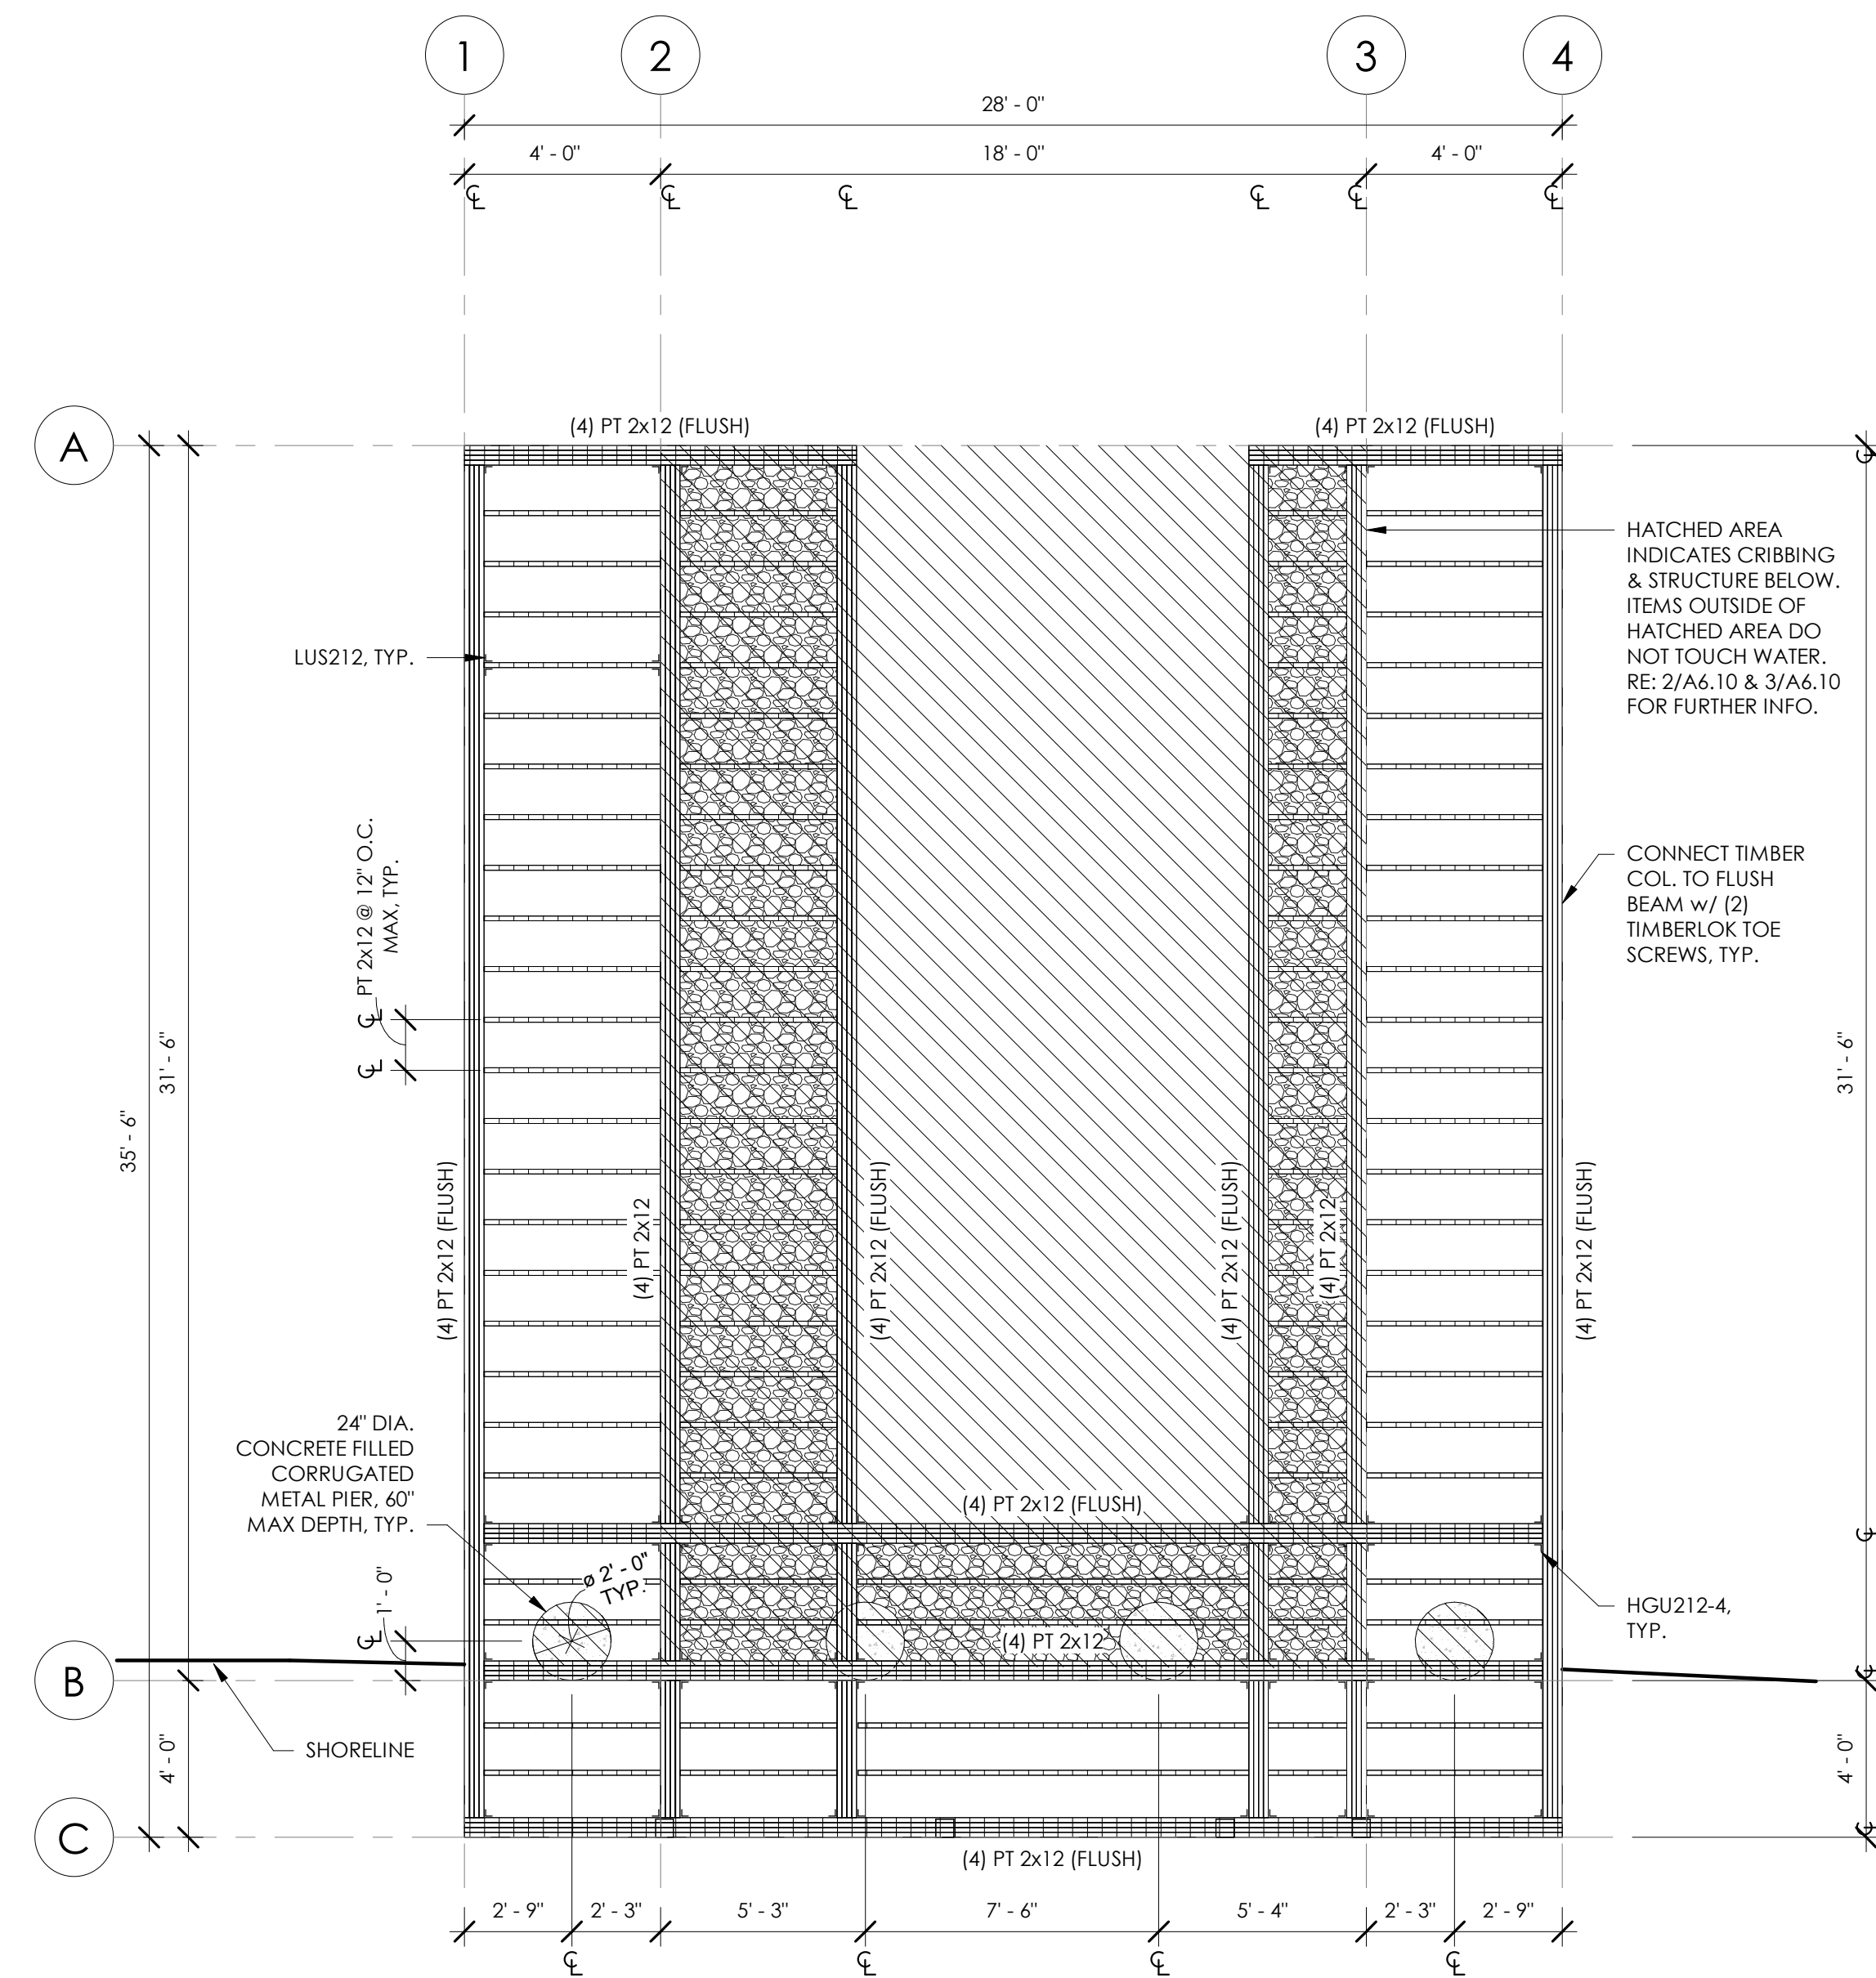 1
2
3
4
28' - 0"
4' - 0"
18' - 0"
4' - 0"
℄
℄
℄
℄
℄
℄
A
(4) PT 2x12 (FLUSH)
(4) PT 2x12 (FLUSH)
℄
HATCHED AREA
INDICATES CRIBBING
& STRUCTURE BELOW.
ITEMS OUTSIDE OF
HATCHED AREA DO
NOT TOUCH WATER.
RE: 2/A6.10 & 3/A6.10
FOR FURTHER INFO.
LUS212, TYP.
PT 2x12 @ 12" O.C.
MAX, TYP.
℄
℄
CONNECT TIMBER
COL. TO FLUSH
BEAM w/ (2)
TIMBERLOK TOE
SCREWS, TYP.
35' - 6"
31' - 6"
31' - 6"
(4) PT 2x12 (FLUSH)
(4) PT 2x12
(4) PT 2x12 (FLUSH)
(4) PT 2x12 (FLUSH)
(4) PT 2x12
(4) PT 2x12 (FLUSH)
24" DIA.
CONCRETE FILLED
CORRUGATED
METAL PIER, 60"
MAX DEPTH, TYP.
(4) PT 2x12 (FLUSH)
℄
1' - 0"
℄
ø 2' - 0"
TYP.
(4) PT 2x12
HGU212-4,
TYP.
B
℄
SHORELINE
4' - 0"
4' - 0"
C
℄
(4) PT 2x12 (FLUSH)
2' - 9"
2' - 3"
5' - 3"
7' - 6"
5' - 4"
2' - 3"
2' - 9"
℄
℄
℄
℄